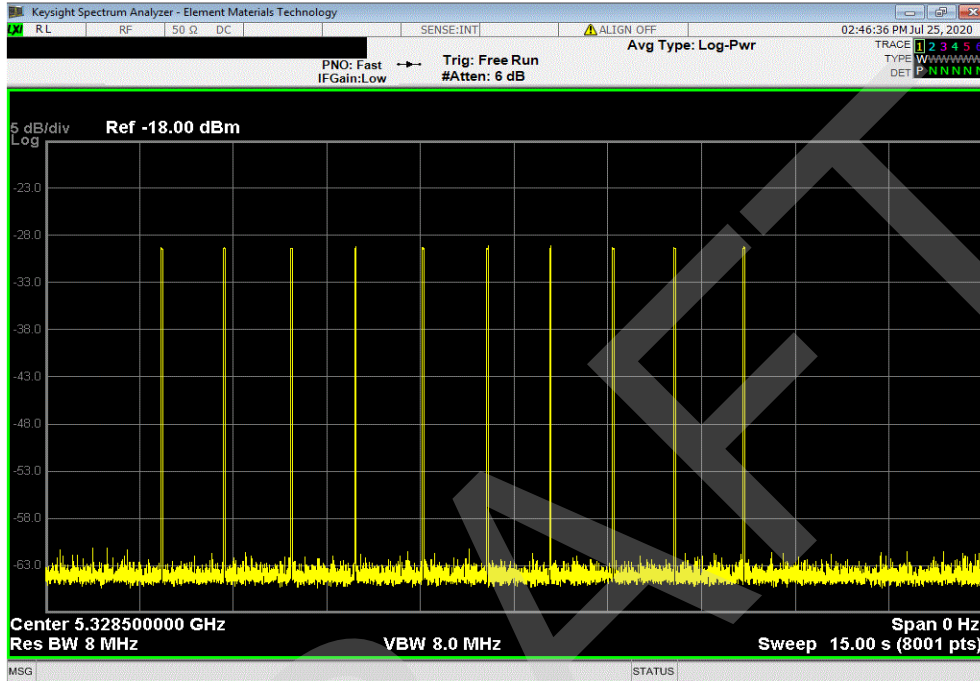 Keysight Spectrum Analyzer - Element Materials Technology
LXI RL RF 50 Ω DC SENSE:INT ALIGN OFF 02:46:36 PM Jul 25, 2020
PNO: Fast Trig: Free Run Avg Type: Log-Pwr TRACE 1 2 3 4 5 6
IFGain:Low #Atten: 6 dB TYPE WWWWWW
DET P N N N N N
5 dB/div Ref -18.00 dBm
Log
-23.0
-28.0
-33.0
-38.0
-43.0
-48.0
-53.0
-58.0
-63.0
Center 5.328500000 GHz Span 0 Hz
Res BW 8 MHz VBW 8.0 MHz Sweep 15.00 s (8001 pts)
MSG STATUS